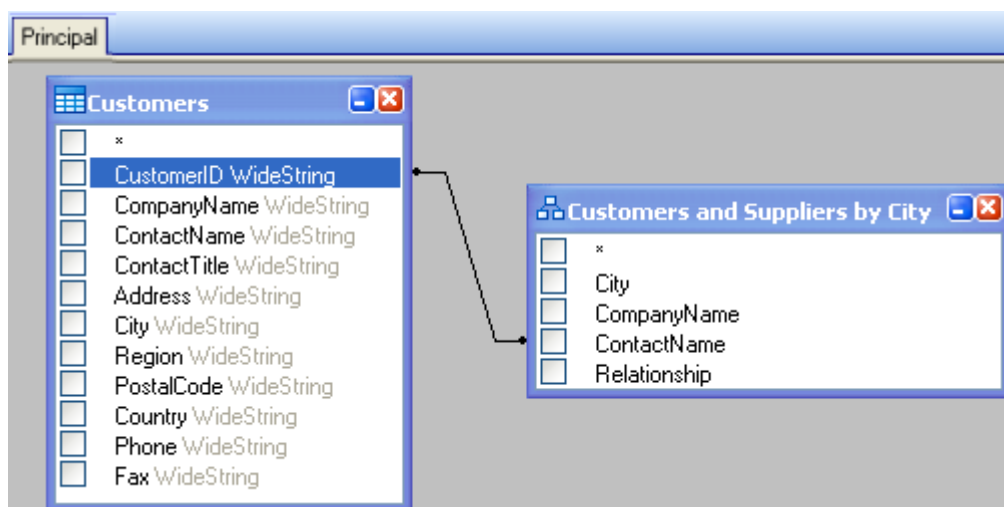 Principal
Customers
*
CustomerID WideString
CompanyName WideString
ContactName WideString
ContactTitle WideString
Address WideString
City WideString
Region WideString
PostalCode WideString
Country WideString
Phone WideString
Fax WideString
Customers and Suppliers by City
*
City
CompanyName
ContactName
Relationship